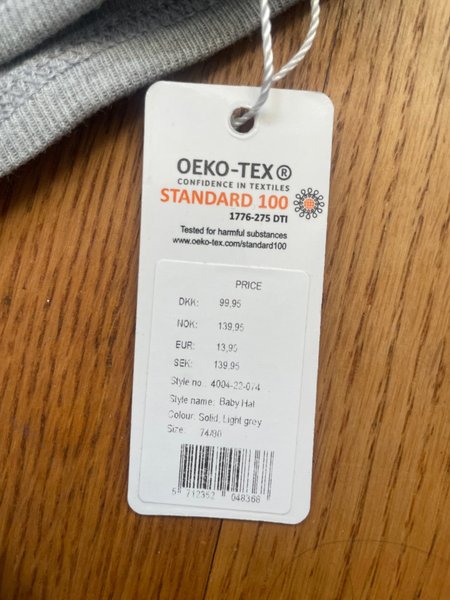 OEKO-TEX®
CONFIDENCE IN TEXTILES
STANDARD 100
1776-275 DTI
Tested for harmful substances
www.oeko-tex.com/standard100
PRICE
DKK: 99,95
NOK: 139,95
EUR: 13,95
SEK: 139,95
Style no.: 4004-22-074
Style name: Baby Hat
Colour: Solid, Light grey
Size: 74/80
5 712352 048368